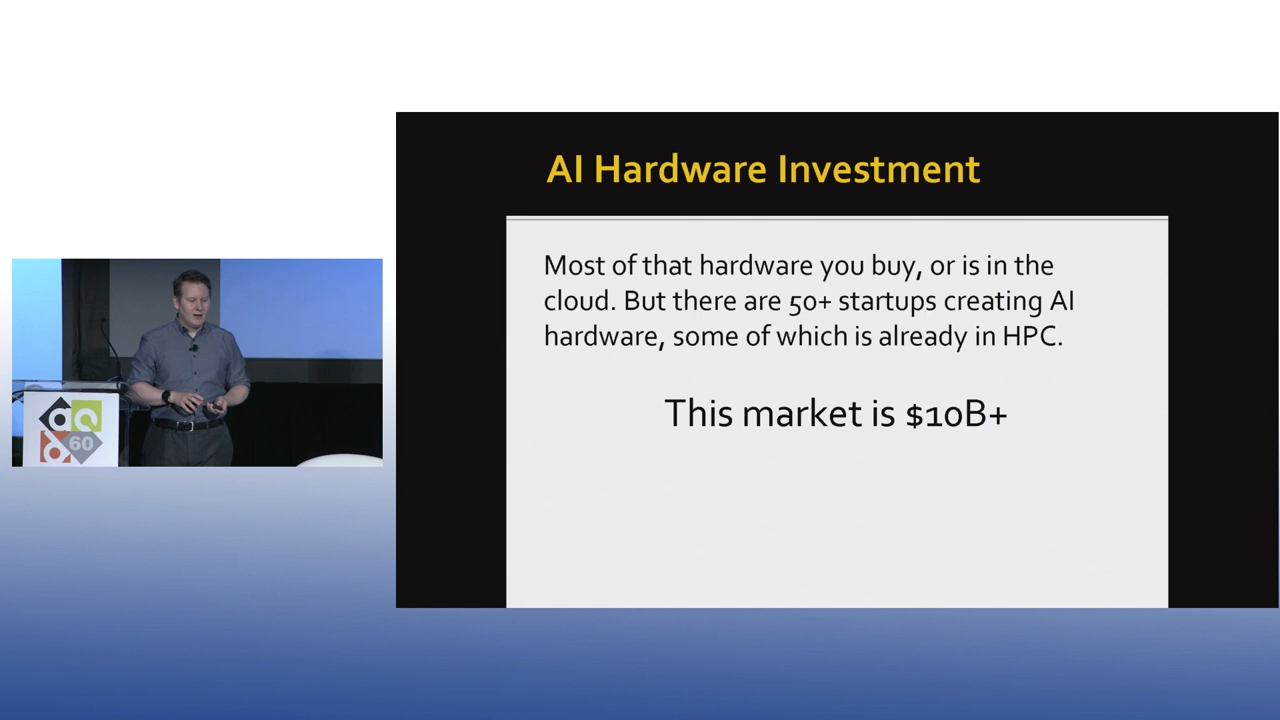 AI Hardware Investment
Most of that hardware you buy, or is in the
cloud. But there are 50+ startups creating AI
hardware, some of which is already in HPC.
This market is $10B+
60